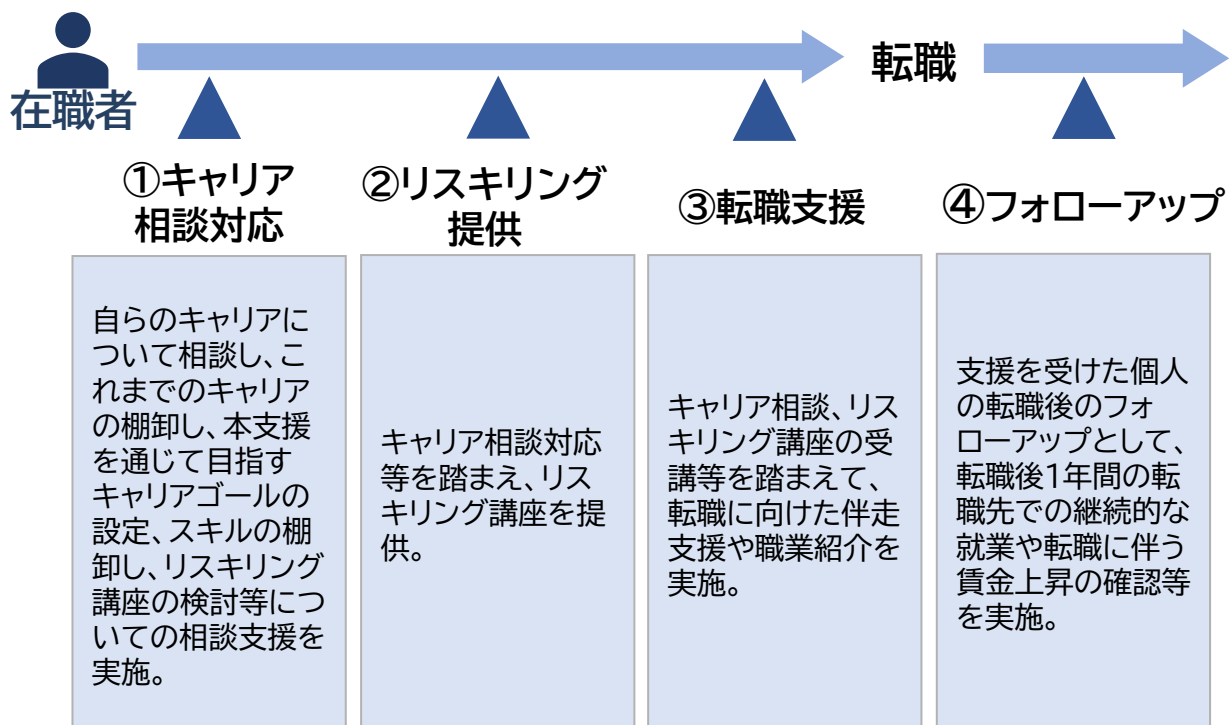 在職者
転職
①キャリア
相談対応
自らのキャリアに
ついて相談し、こ
れまでのキャリア
の棚卸し、本支援
を通じて目指す
キャリアゴールの
設定、スキルの棚
卸し、リスキリング
講座の検討等につ
いての相談支援を
実施。
②リスキリング
提供
キャリア相談対応
等を踏まえ、リス
キリング講座を提
供。
③転職支援
キャリア相談、リス
キリング講座の受
講等を踏まえて、
転職に向けた伴走
支援や職業紹介を
実施。
④フォローアップ
支援を受けた個人
の転職後のフォ
ローアップとして、
転職後1年間の転
職先での継続的な
就業や転職に伴う
賃金上昇の確認等
を実施。